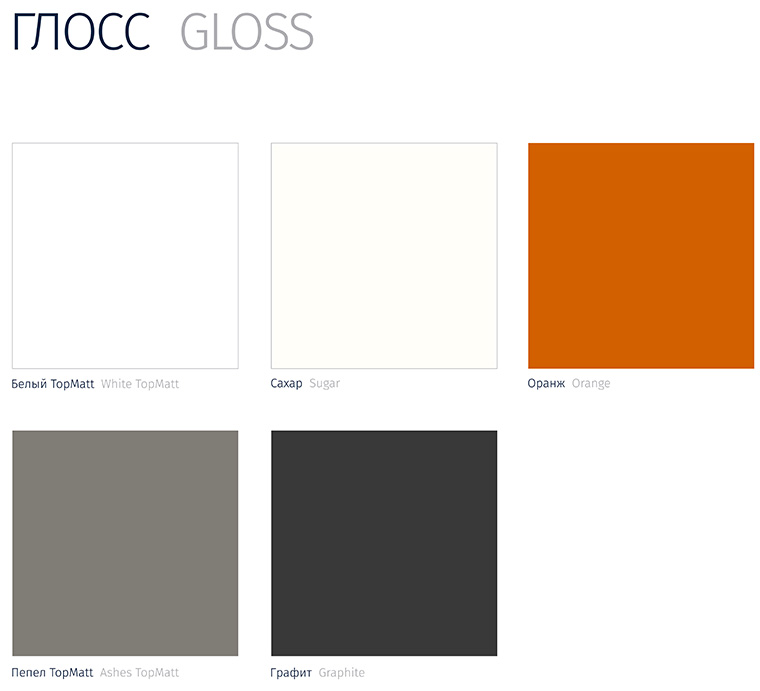 ГЛОСС GLOSS
Белый TopMatt White TopMatt
Сахар Sugar
Оранж Orange
Пепел TopMatt Ashes TopMatt
Графит Graphite